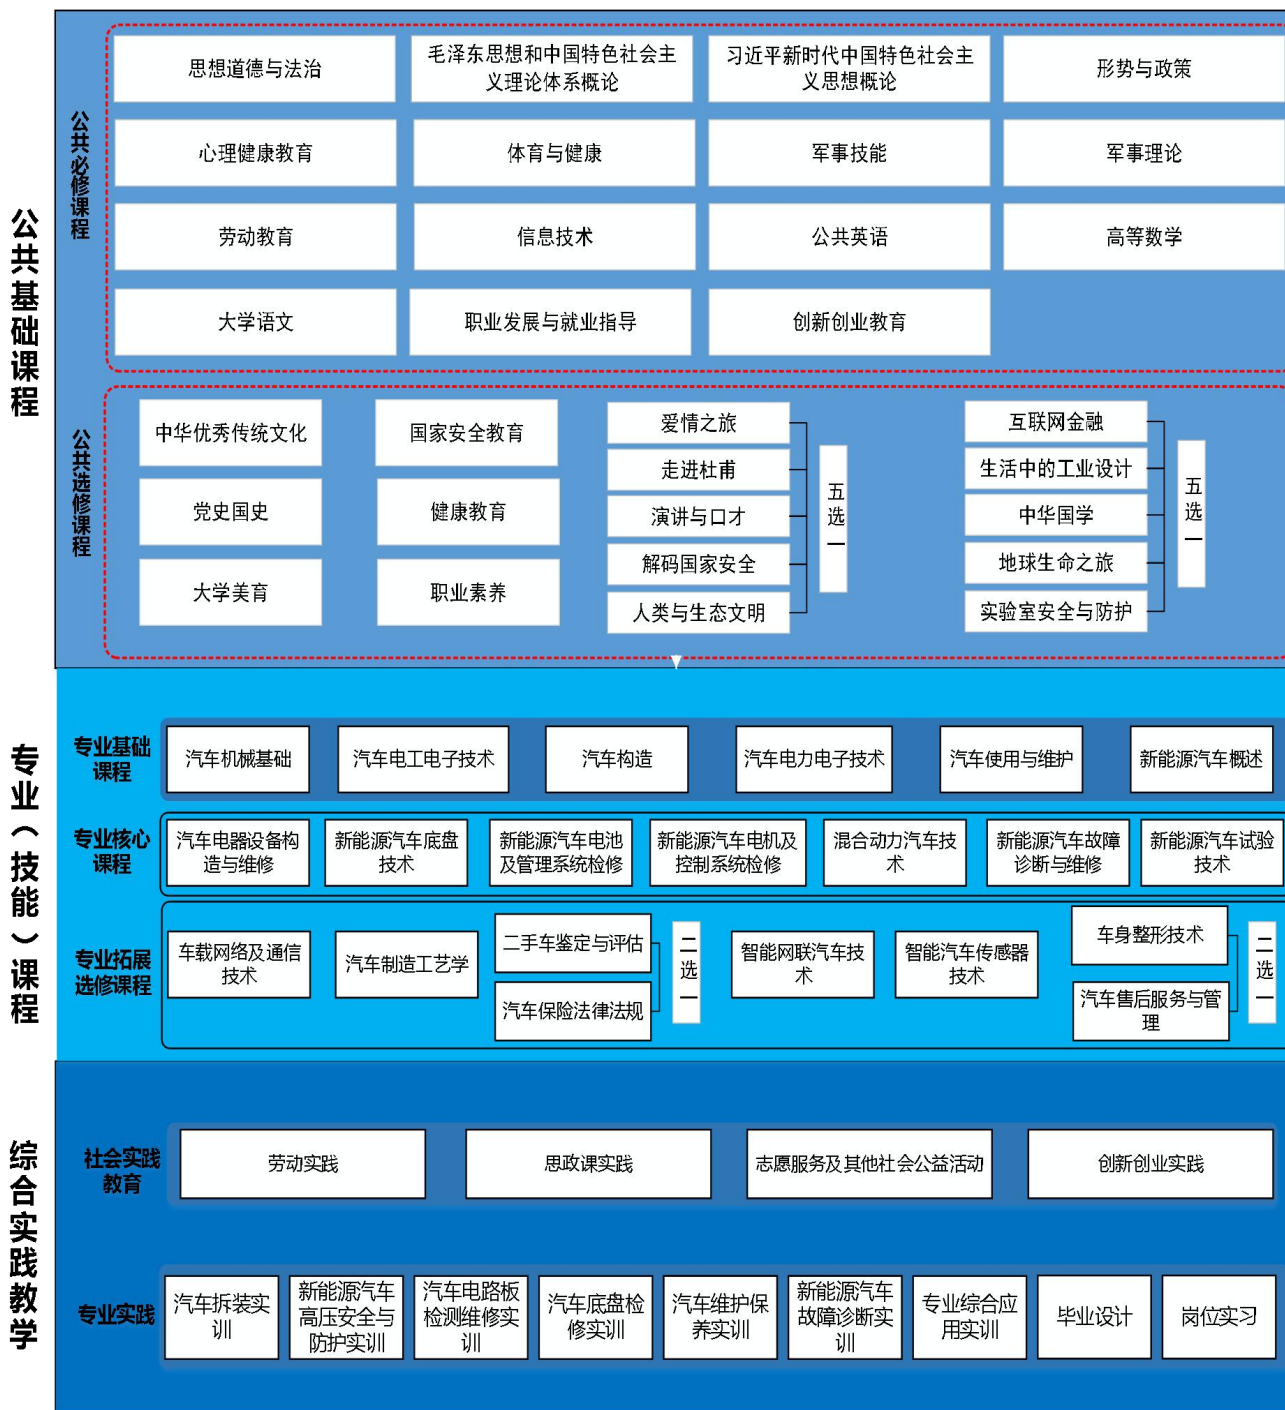 公共基础课程
公共必修课程
思想道德与法治
毛泽东思想和中国特色社会主
义理论体系概论
习近平新时代中国特色社会主
义思想概论
形势与政策
心理健康教育
体育与健康
军事技能
军事理论
劳动教育
信息技术
公共英语
高等数学
大学语文
职业发展与就业指导
创新创业教育
公共选修课程
中华优秀传统文化
国家安全教育
党史国史
健康教育
大学美育
职业素养
爱情之旅
走进杜甫
演讲与口才
解码国家安全
人类与生态文明
五选一
互联网金融
生活中的工业设计
中华国学
地球生命之旅
实验室安全与防护
五选一
专业（技能）课程
专业基础
课程
汽车机械基础
汽车电工电子技术
汽车构造
汽车电力电子技术
汽车使用与维护
新能源汽车概述
专业核心
课程
汽车电器设备构
造与维修
新能源汽车底盘
技术
新能源汽车电池
及管理系统检修
新能源汽车电机及
控制系统检修
混合动力汽车技
术
新能源汽车故障
诊断与维修
新能源汽车试验
技术
专业拓展
选修课程
车载网络及通信
技术
汽车制造工艺学
二手车鉴定与评估
汽车保险法律法规
二选一
智能网联汽车技
术
智能汽车传感器
技术
车身整形技术
汽车售后服务与管
理
二选一
综合实践教学
社会实践
教育
劳动实践
思政课实践
志愿服务及其他社会公益活动
创新创业实践
专业实践
汽车拆装实
训
新能源汽车
高压安全与
防护实训
汽车电路板
检测维修实
训
汽车底盘检
修实训
汽车维护保
养实训
新能源汽车
故障诊断实
训
专业综合应
用实训
毕业设计
岗位实习